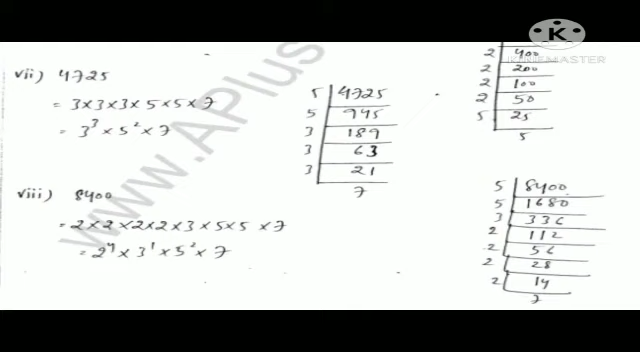 K
KINEMASTER
vii) 4725
= 3×3×3×5×5×7
= 3³ × 5² × 7
5 | 4725
5 | 945
3 | 189
3 | 63
3 | 21
7
2 | 400
2 | 200
2 | 100
2 | 50
5 | 25
5
www.APlus
viii) 8400
= 2×2×2×2×3×5×5×7
= 2⁴ × 3¹ × 5² × 7
5 | 8400
5 | 1680
3 | 336
2 | 112
2 | 56
2 | 28
2 | 14
7